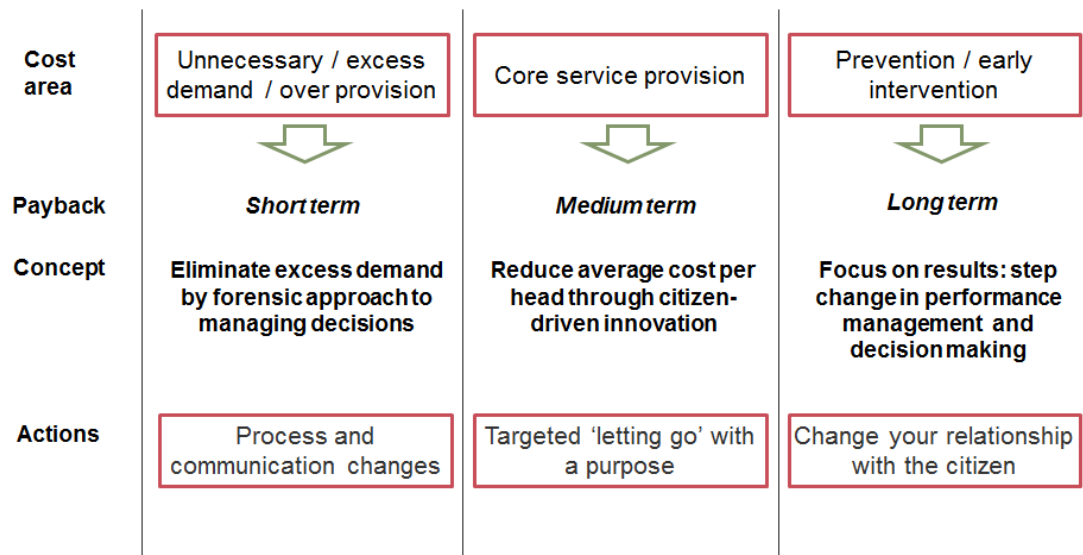 Cost
area
Unnecessary / excess
demand / over provision
Core service provision
Prevention / early
intervention
Payback
Short term
Medium term
Long term
Concept
Eliminate excess demand
by forensic approach to
managing decisions
Reduce average cost per
head through citizen-
driven innovation
Focus on results: step
change in performance
management and
decision making
Actions
Process and
communication changes
Targeted ‘letting go’ with
a purpose
Change your relationship
with the citizen